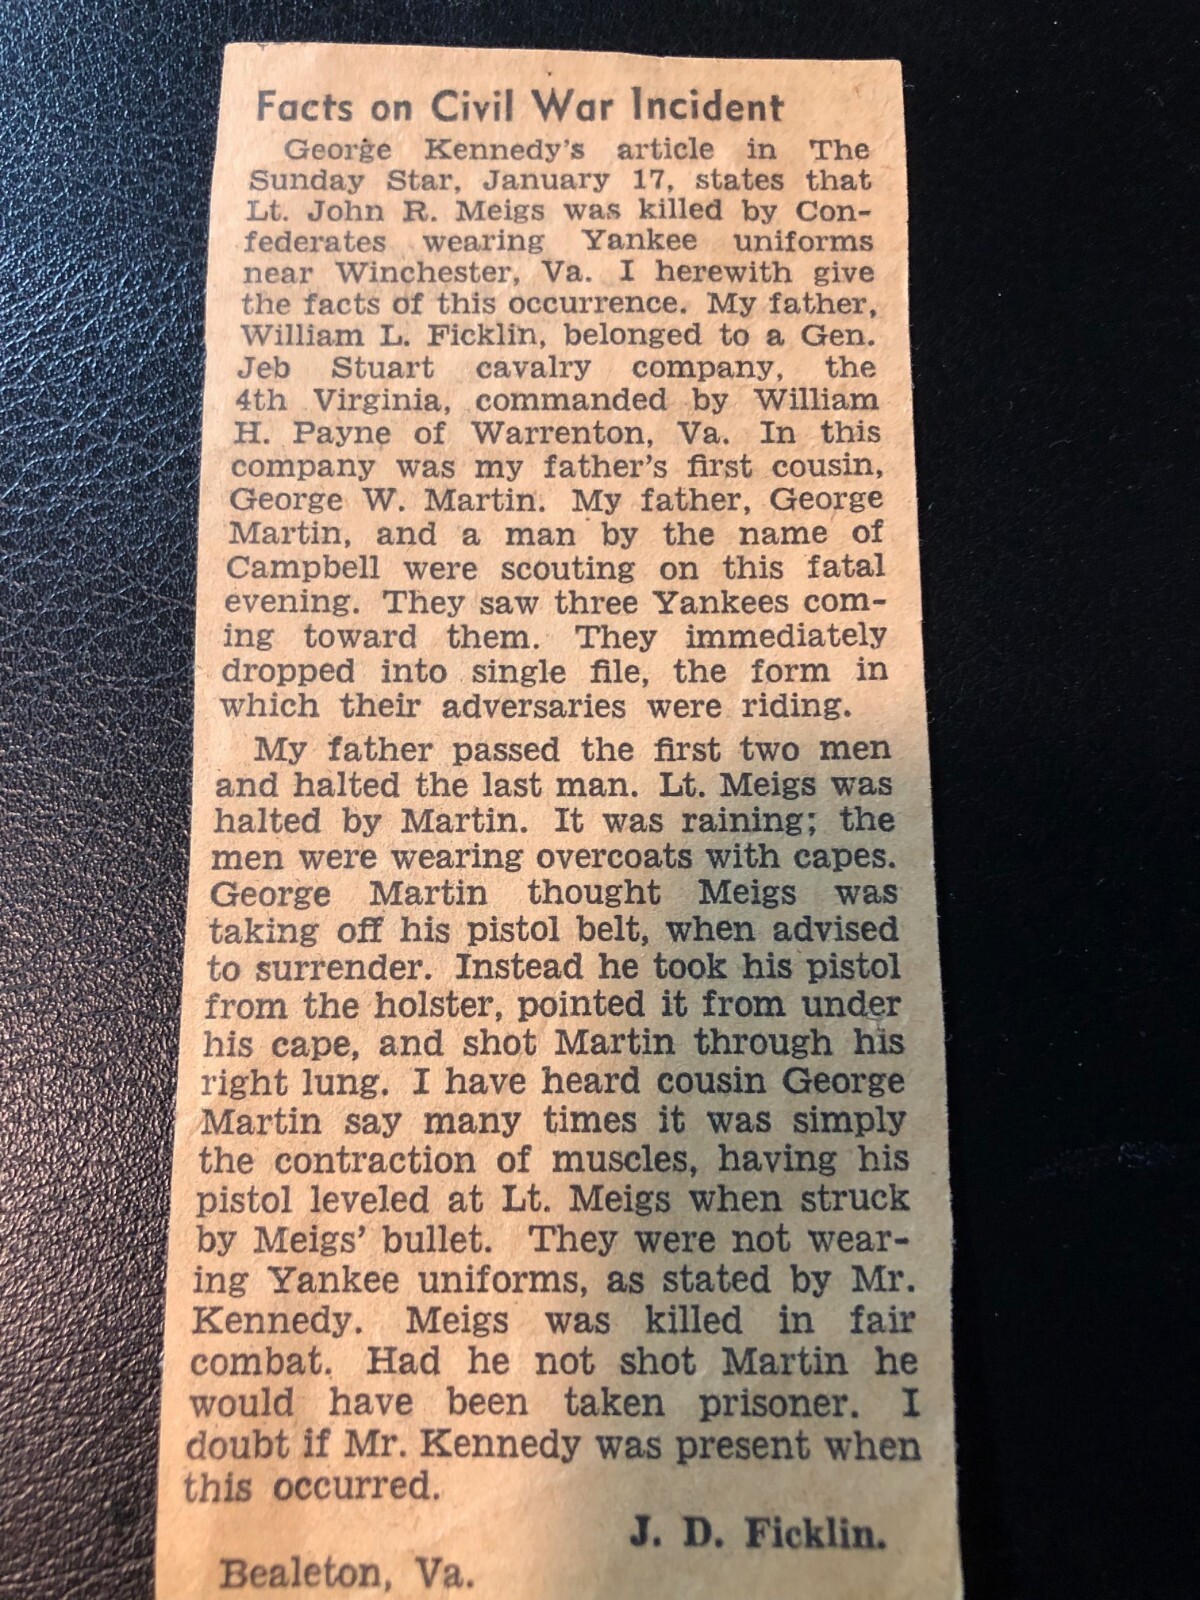 Facts on Civil War Incident
George Kennedy's article in The
Sunday Star, January 17, states that
Lt. John R. Meigs was killed by Con-
federates wearing Yankee uniforms
near Winchester, Va. I herewith give
the facts of this occurrence. My father,
William L. Ficklin, belonged to a Gen.
Jeb Stuart cavalry company, the
4th Virginia, commanded by William
H. Payne of Warrenton, Va. In this
company was my father's first cousin,
George W. Martin. My father, George
Martin, and a man by the name of
Campbell were scouting on this fatal
evening. They saw three Yankees com-
ing toward them. They immediately
dropped into single file, the form in
which their adversaries were riding.
My father passed the first two men
and halted the last man. Lt. Meigs was
halted by Martin. It was raining; the
men were wearing overcoats with capes.
George Martin thought Meigs was
taking off his pistol belt, when advised
to surrender. Instead he took his pistol
from the holster, pointed it from under
his cape, and shot Martin through his
right lung. I have heard cousin George
Martin say many times it was simply
the contraction of muscles, having his
pistol leveled at Lt. Meigs when struck
by Meigs' bullet. They were not wear-
ing Yankee uniforms, as stated by Mr.
Kennedy. Meigs was killed in fair
combat. Had he not shot Martin he
would have been taken prisoner. I
doubt if Mr. Kennedy was present when
this occurred.
J. D. Ficklin.
Bealeton, Va.